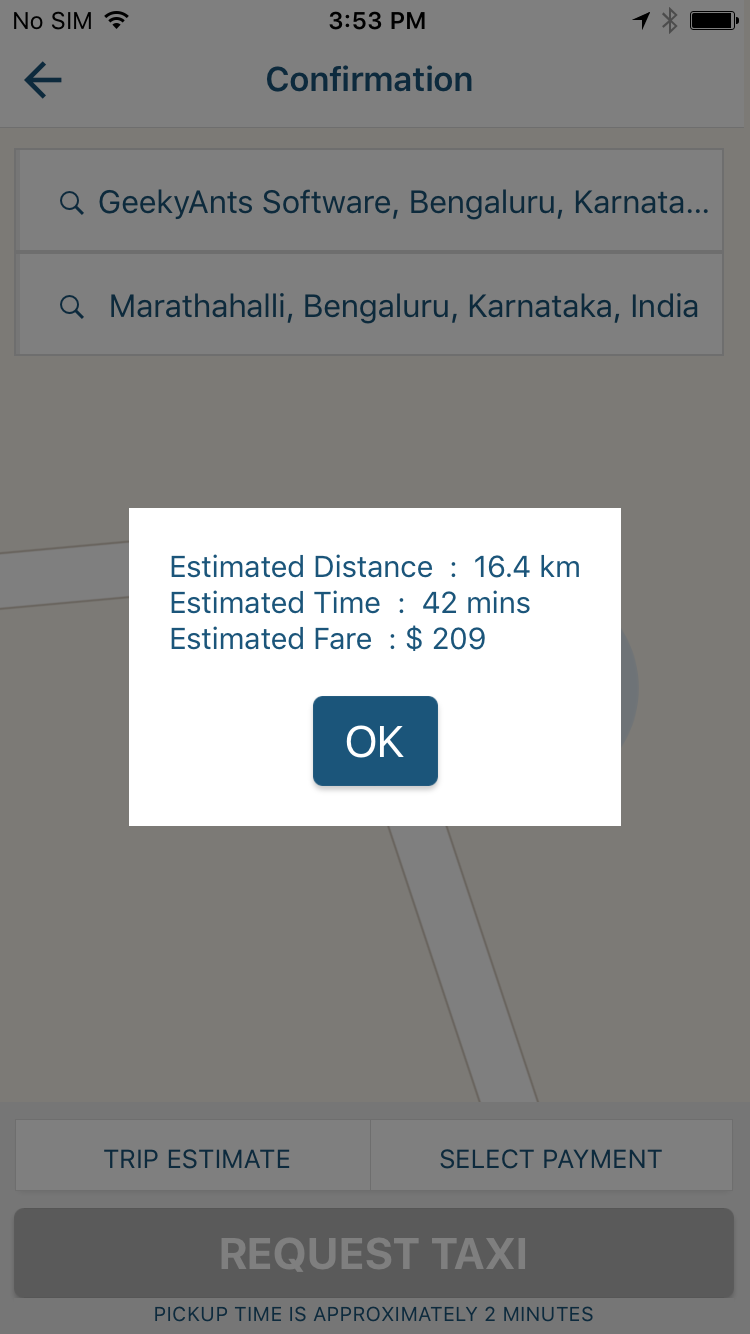 No SIM 3:53 PM
Confirmation
GeekyAnts Software, Bengaluru, Karnata...
Marathahalli, Bengaluru, Karnataka, India
Estimated Distance : 16.4 km
Estimated Time : 42 mins
Estimated Fare : $ 209
OK
TRIP ESTIMATE SELECT PAYMENT
REQUEST TAXI
PICKUP TIME IS APPROXIMATELY 2 MINUTES